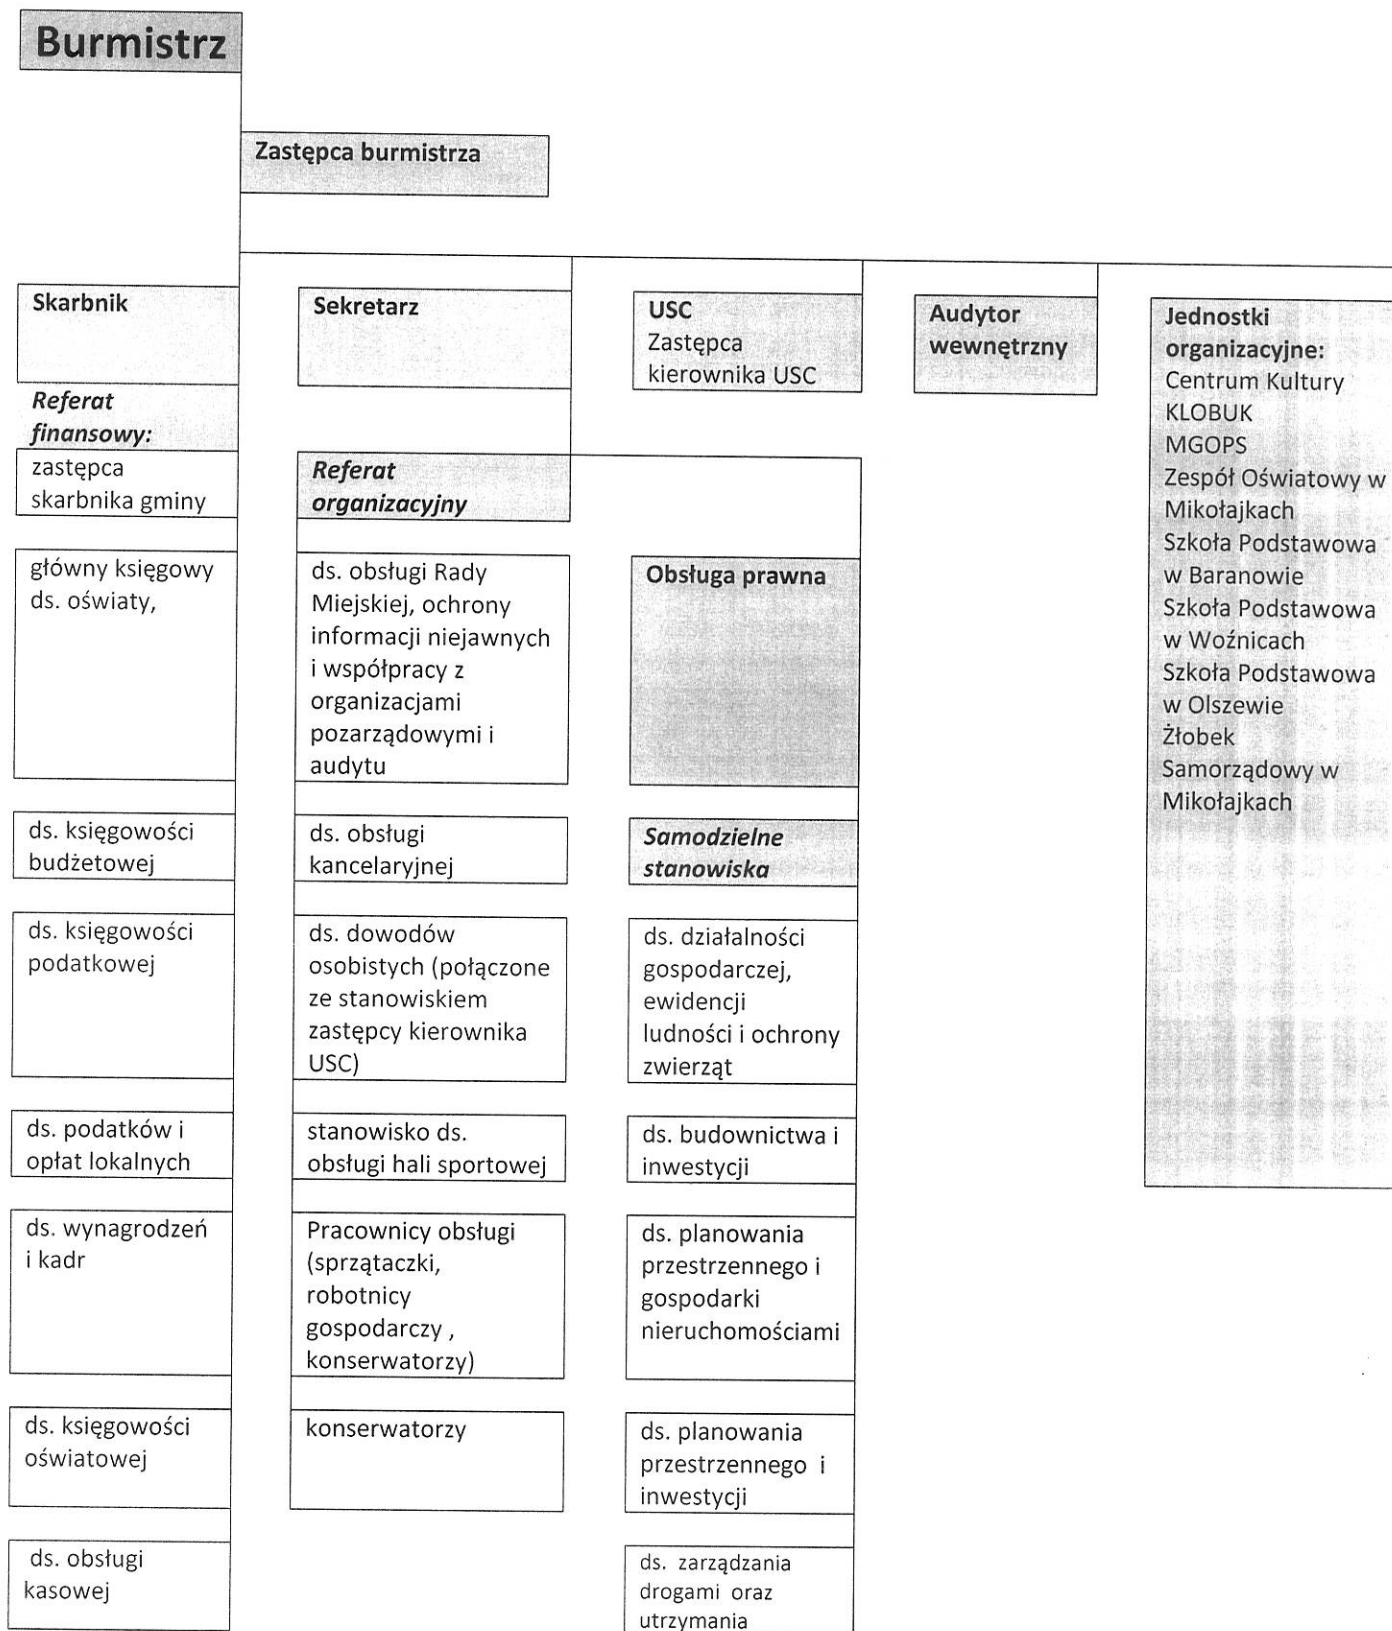 Burmistrz
Zastępca burmistrza
Skarbnik
Referat
finansowy:
zastępca
skarbnika gminy
główny księgowy
ds. oświaty,
ds. księgowości
budżetowej
ds. księgowości
podatkowej
ds. podatków i
opłat lokalnych
ds. wynagrodzeń
i kadr
ds. księgowości
oświatowej
ds. obsługi
kasowej
Sekretarz
Referat
organizacyjny
ds. obsługi Rady
Miejskiej, ochrony
informacji niejawnych
i współpracy z
organizacjami
pozarządowymi i
audytu
ds. obsługi
kancelaryjnej
ds. dowodów
osobistych (połączone
ze stanowiskiem
zastępcy kierownika
USC)
stanowisko ds.
obsługi hali sportowej
Pracownicy obsługi
(sprzątaczki,
robotnicy
gospodarczy ,
konserwatorzy)
konserwatorzy
USC
Zastępca
kierownika USC
Obsługa prawna
Samodzielne
stanowiska
ds. działalności
gospodarczej,
ewidencji
ludności i ochrony
zwierząt
ds. budownictwa i
inwestycji
ds. planowania
przestrzennego i
gospodarki
nieruchomościami
ds. planowania
przestrzennego i
inwestycji
ds. zarządzania
drogami oraz
utrzymania
Audytor
wewnętrzny
Jednostki
organizacyjne:
Centrum Kultury
KLOBUK
MGOPS
Zespół Oświatowy w
Mikołajkach
Szkoła Podstawowa
w Baranowie
Szkoła Podstawowa
w Woźnicach
Szkoła Podstawowa
w Olszewie
Żłobek
Samorządowy w
Mikołajkach